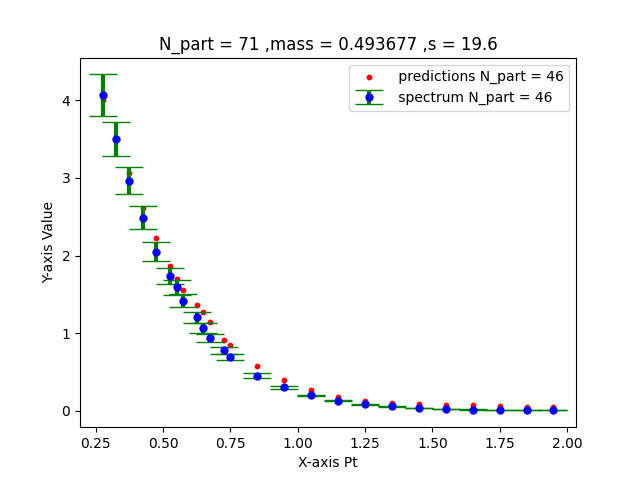 N_part = 71 ,mass = 0.493677 ,s = 19.6
predictions N_part = 46
spectrum N_part = 46
Y-axis Value
4
3
2
1
0
0.25 0.50 0.75 1.00 1.25 1.50 1.75 2.00
X-axis Pt